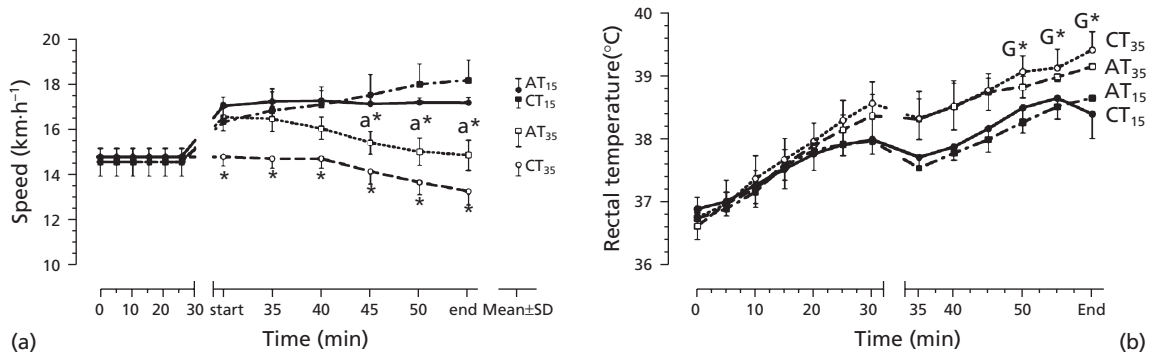 20
18
16
14
12
10
Speed (km·h⁻¹)
a*
a*
a*
*
*
*
*
*
*
AT₁₅
CT₁₅
AT₃₅
CT₃₅
0
10
20
30
start
35
40
45
50
end
Mean±SD
Time (min)
(a)
40
39
38
37
36
Rectal temperature(°C)
G*
G*
G*
CT₃₅
AT₃₅
AT₁₅
CT₁₅
0
10
20
30
35
40
50
End
Time (min)
(b)